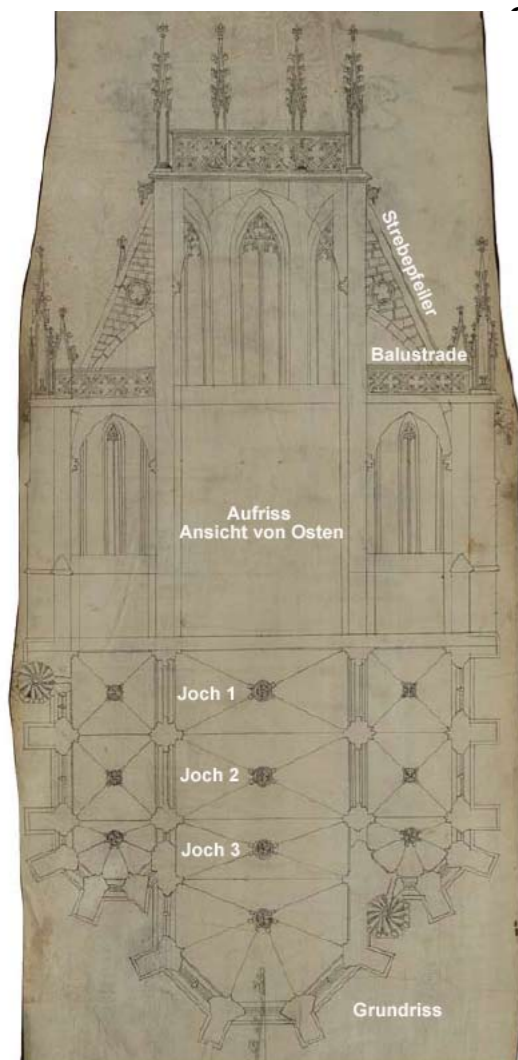 Strebepfeiler
Balustrade
Aufriss
Ansicht von Osten
Joch 1
Joch 2
Joch 3
Grundriss